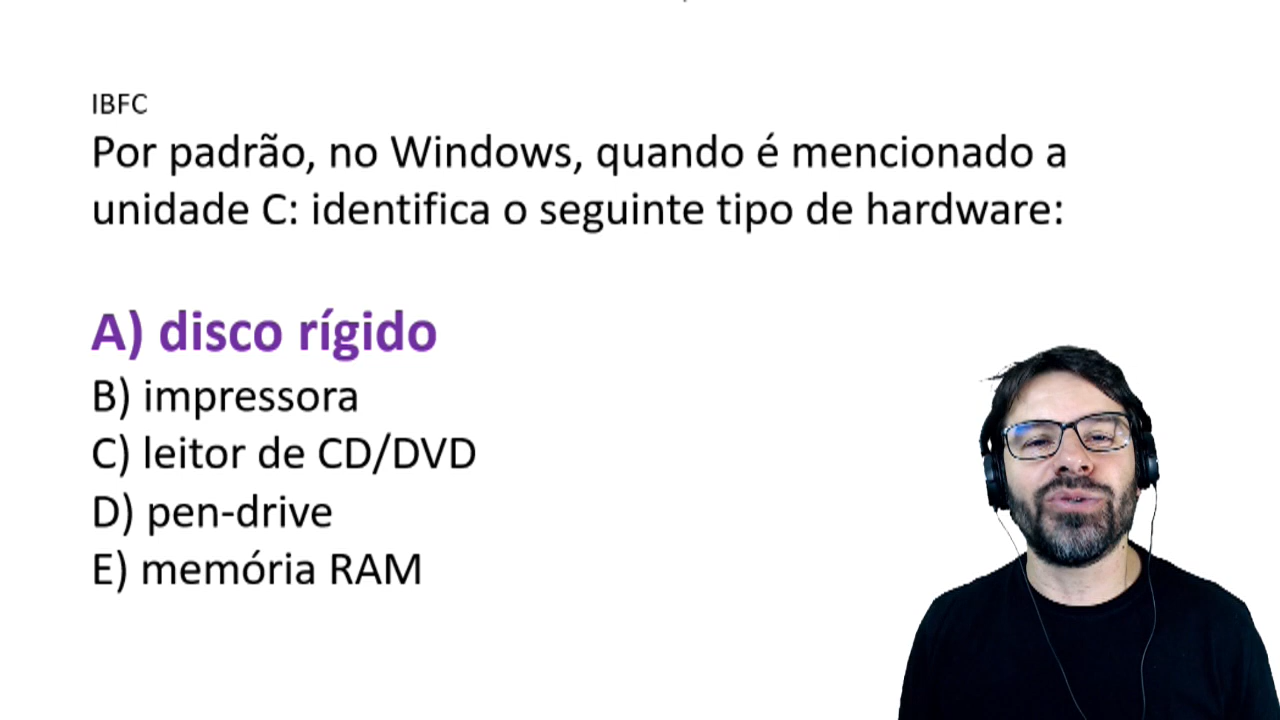 IBFC
Por padrão, no Windows, quando é mencionado a
unidade C: identifica o seguinte tipo de hardware:
A) disco rígido
B) impressora
C) leitor de CD/DVD
D) pen-drive
E) memória RAM